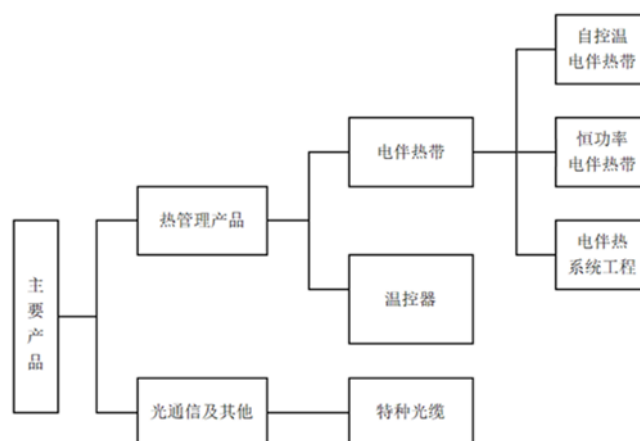 自控温
电伴热带
电伴热带
恒功率
电伴热带
热管理产品
电伴热
系统工程
主
要
产
品
温控器
光通信及其他
特种光缆